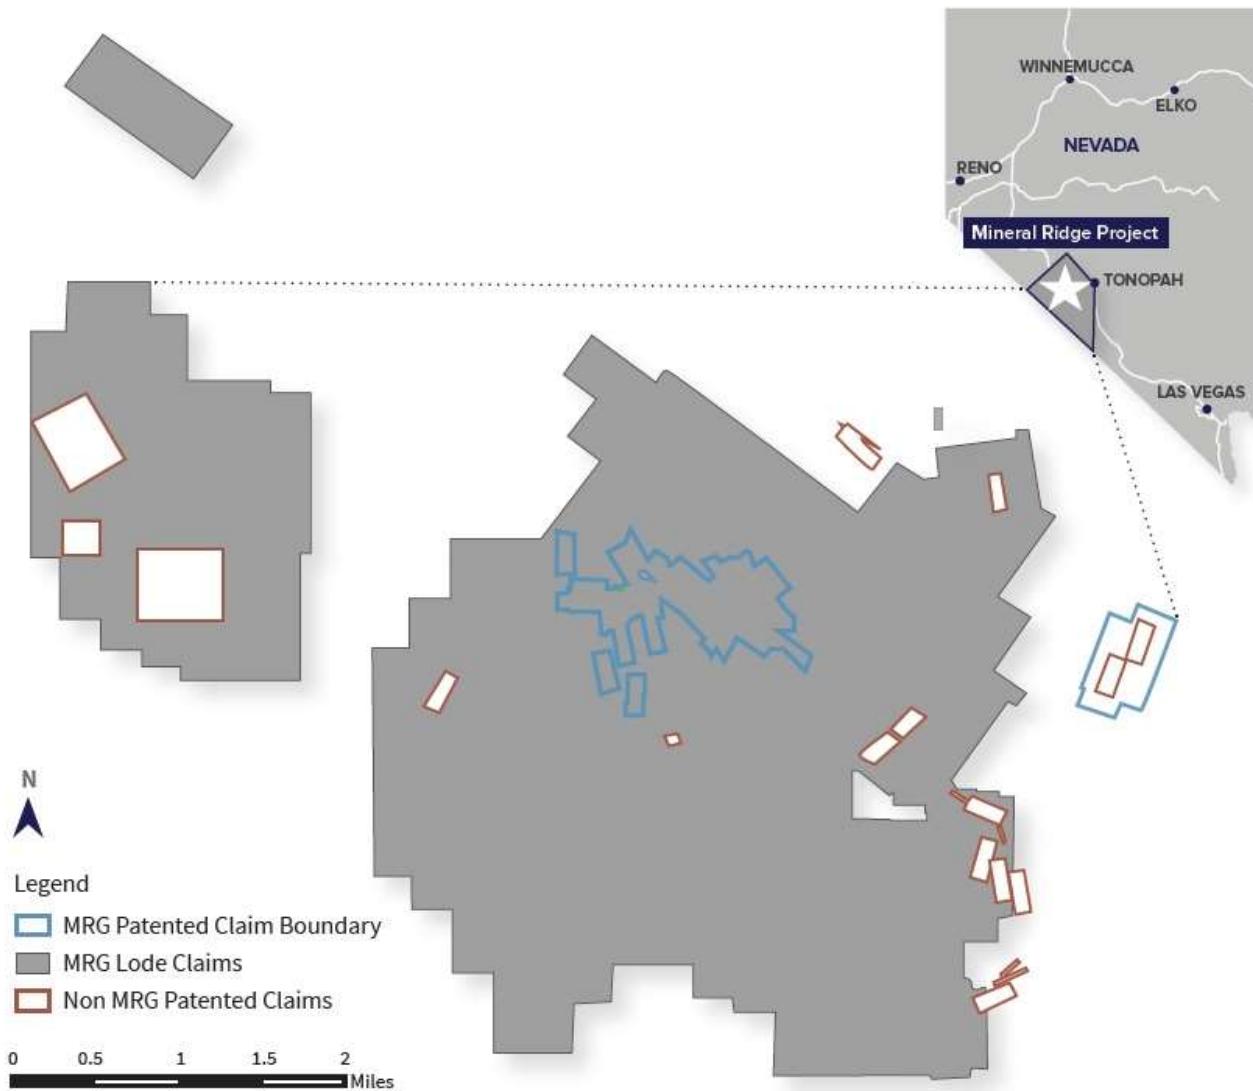 WINNEMUCCA
ELKO
NEVADA
RENO
Mineral Ridge Project
TONOPAH
LAS VEGAS
N
Legend
MRG Patented Claim Boundary
MRG Lode Claims
Non MRG Patented Claims
0 0.5 1 1.5 2
Miles